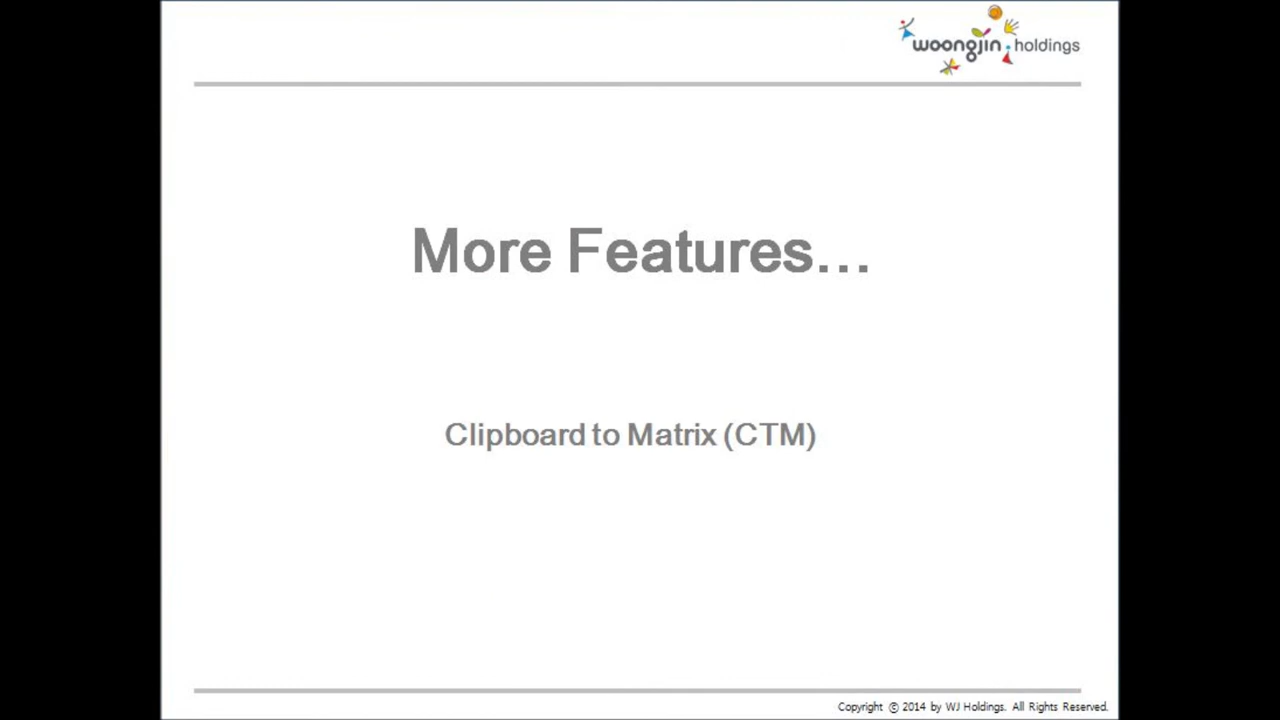 woongjin holdings
More Features...
Clipboard to Matrix (CTM)
Copyright © 2014 by WJ Holdings. All Rights Reserved.